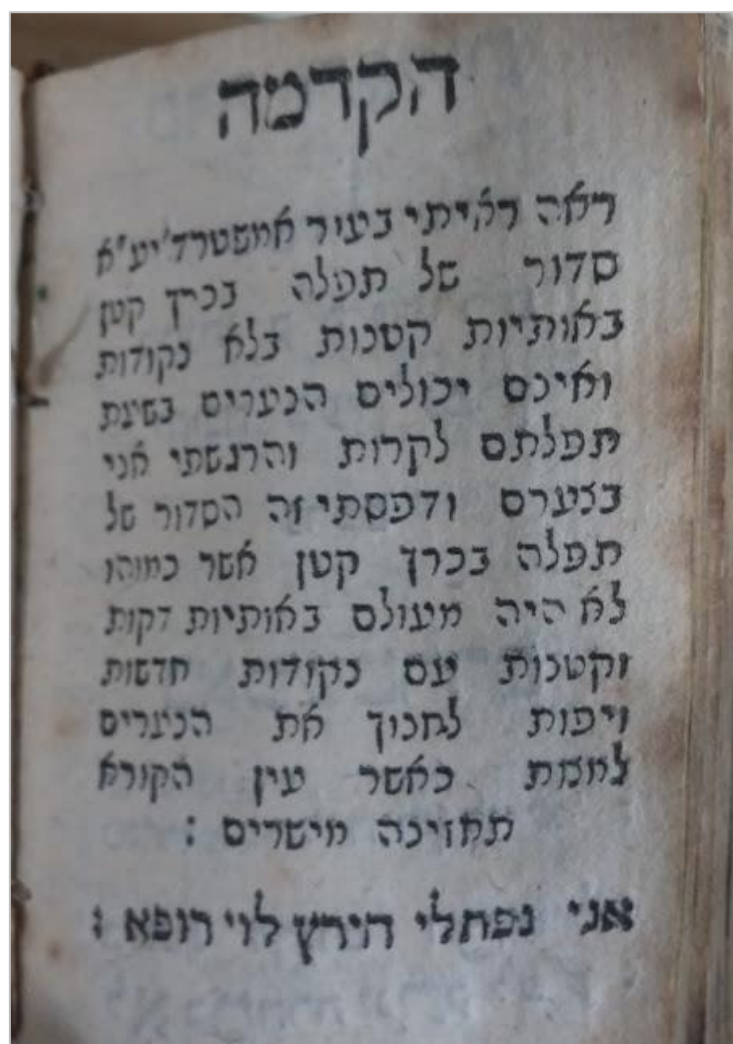 הקדמה
ראה ראיתי בעיר אמשטרד'יע"א
סדור של תפלה בכרך קטן
באותיות קטנות בלא נקודות
ואינם יכולים הנערים בשעת
תפלתם לקרות והרגשתי אני
בצערם ודפסתי זה הסדור של
תפלה בכרך קטן אשר כמוהו
לא היה מעולם באותיות דקות
וקטנות עם נקודות חדשות
ויפות לחנוך את הנערים
לממת כאשר עין הקורא
תחזינה מישרים :
אני נפתלי הירץ לוי רופא :